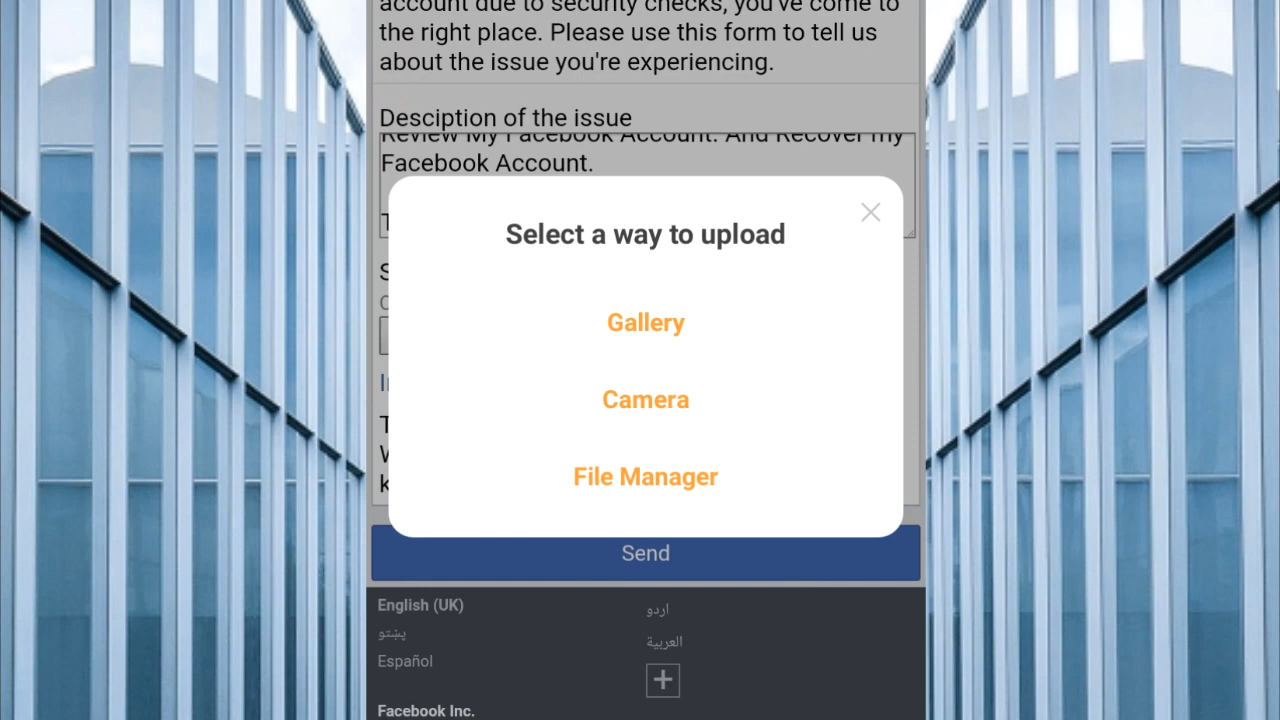 account due to security checks, you've come to
the right place. Please use this form to tell us
about the issue you're experiencing.
Desciption of the issue
Review My Facebook Account. And Recover my
Facebook Account.
Select a way to upload
Gallery
Camera
File Manager
Send
English (UK)
اردو
پښتو
العربية
Español
Facebook Inc.